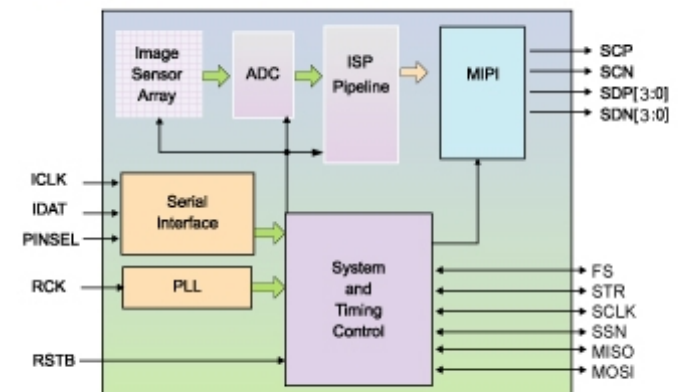 Image
Sensor
Array
ADC
ISP
Pipeline
MIPI
SCP
SCN
SDP[3:0]
SDN[3:0]
ICLK
IDAT
PINSEL
Serial
Interface
RCK
PLL
RSTB
System
and
Timing
Control
FS
STR
SCLK
SSN
MISO
MOSI